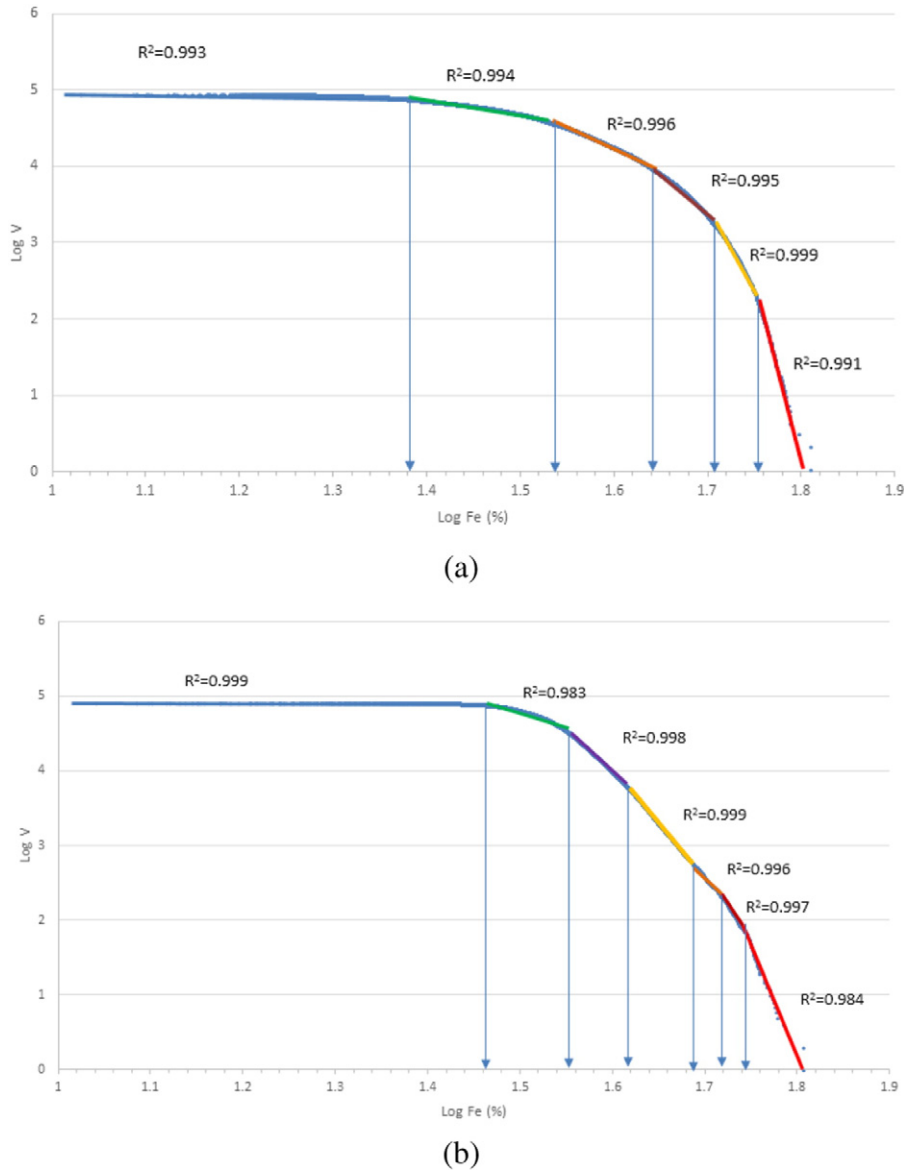 6
R²=0.993
R²=0.994
5
R²=0.996
4
R²=0.995
3
R²=0.999
2
R²=0.991
1
0
Log V
1 1.1 1.2 1.3 1.4 1.5 1.6 1.7 1.8 1.9
Log Fe (%)
(a)
6
R²=0.999
R²=0.983
5
R²=0.998
4
R²=0.999
3
R²=0.996
R²=0.997
2
R²=0.984
1
0
Log V
1 1.1 1.2 1.3 1.4 1.5 1.6 1.7 1.8 1.9
Log Fe (%)
(b)